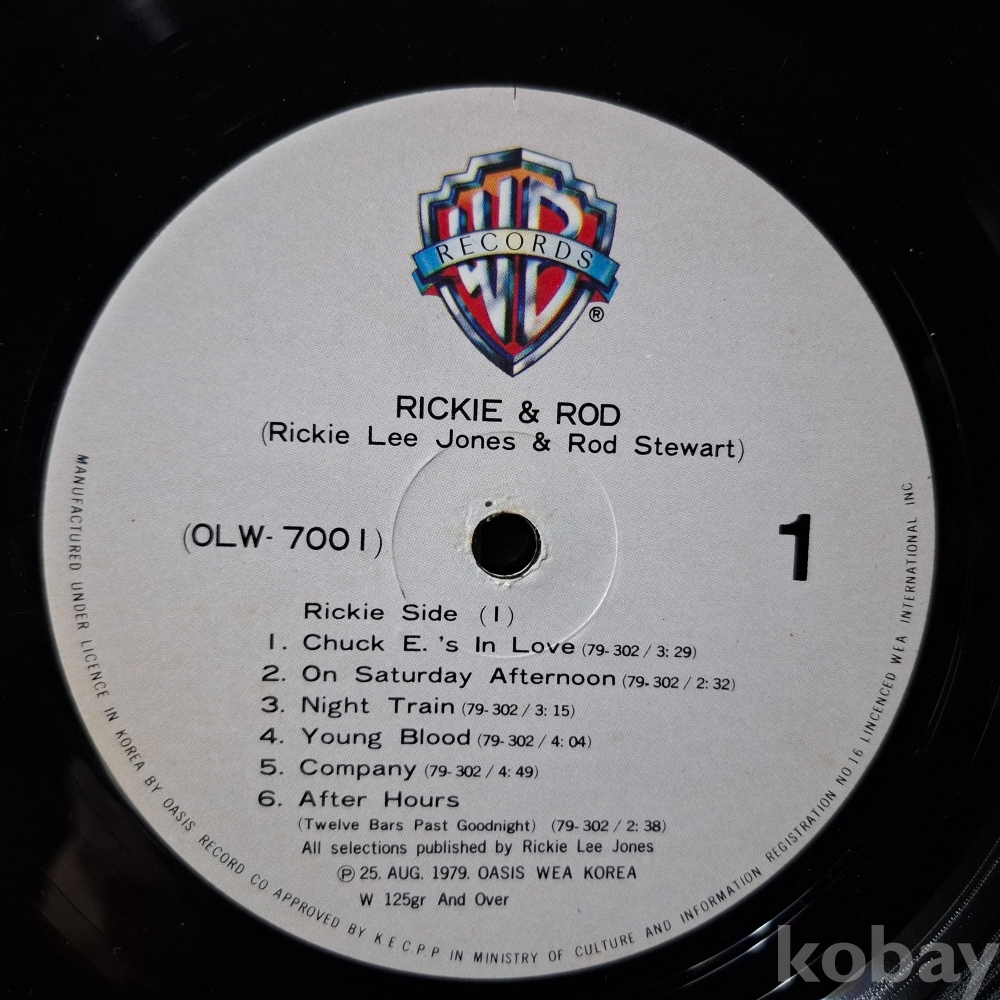 WB
RECORDS
®
RICKIE & ROD
(Rickie Lee Jones & Rod Stewart)
(OLW-7001)
1
Rickie Side (1)
1. Chuck E. 's In Love (79-302 / 3: 29)
2. On Saturday Afternoon (79-302 / 2: 32)
3. Night Train (79-302 / 3: 15)
4. Young Blood (79-302 / 4: 04)
5. Company (79-302 / 4: 49)
6. After Hours
(Twelve Bars Past Goodnight) (79-302 / 2: 38)
All selections published by Rickie Lee Jones
Ⓟ 25. AUG. 1979. OASIS WEA KOREA
W 125gr And Over
MANUFACTURED UNDER LICENCE IN KOREA BY OASIS RECORD CO APPROVED BY K E C. P. P IN MINISTRY OF CULTURE AND INFORMATION REGISTRATION NO 16 LINCENCED WEA INTERNATIONAL INC
kobay